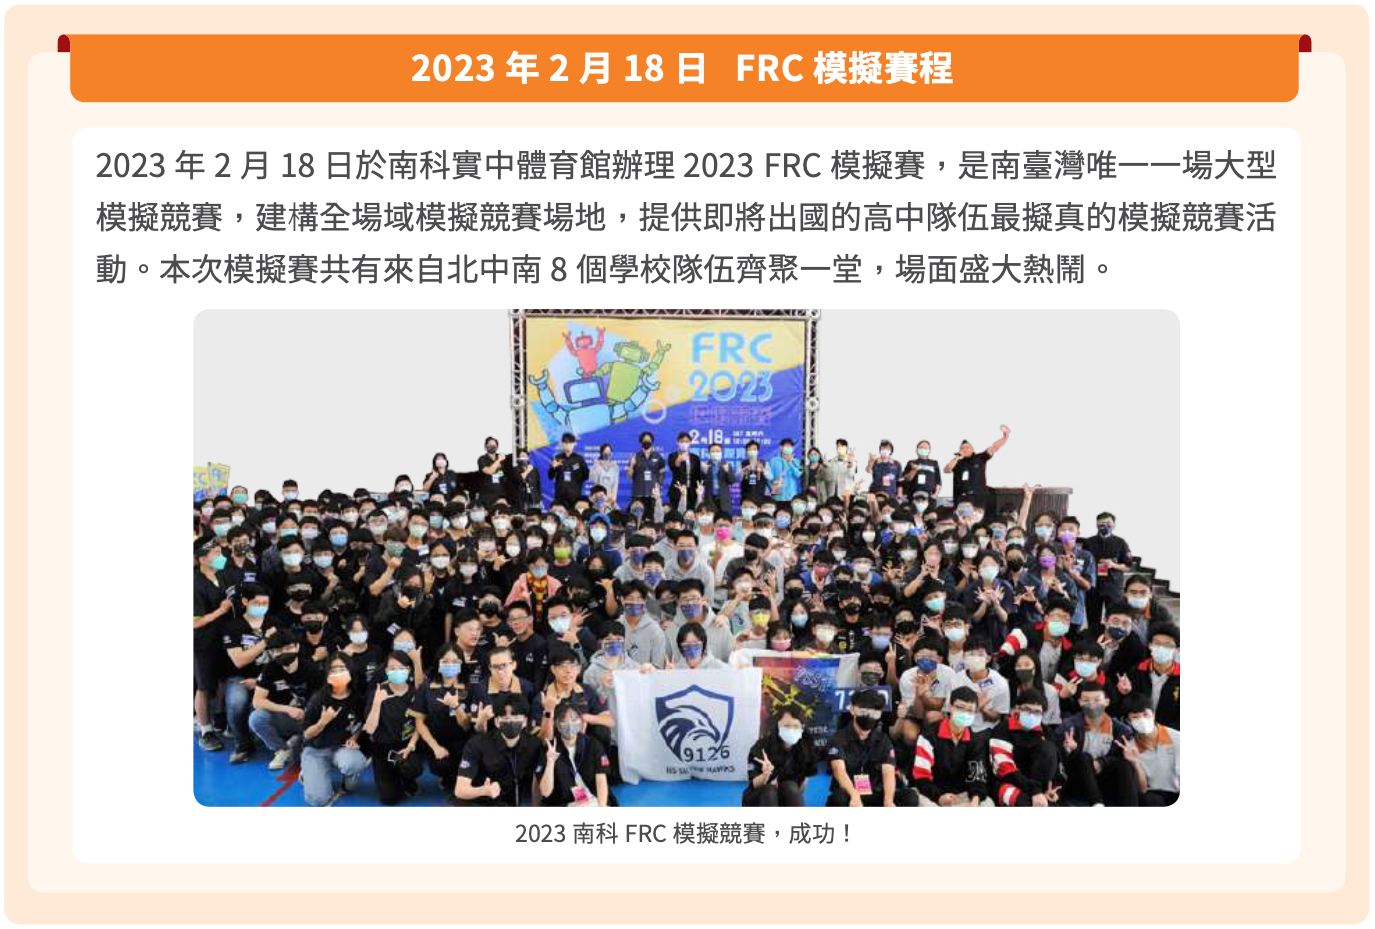 2023 年 2 月 18 日 FRC 模擬賽程
2023 年 2 月 18 日於南科實中體育館辦理 2023 FRC 模擬賽，是南臺灣唯一一場大型
模擬競賽，建構全場域模擬競賽場地，提供即將出國的高中隊伍最擬真的模擬競賽活
動。本次模擬賽共有來自北中南 8 個學校隊伍齊聚一堂，場面盛大熱鬧。
FRC
2023
模擬競賽
2月18
9126
2023 南科 FRC 模擬競賽，成功！